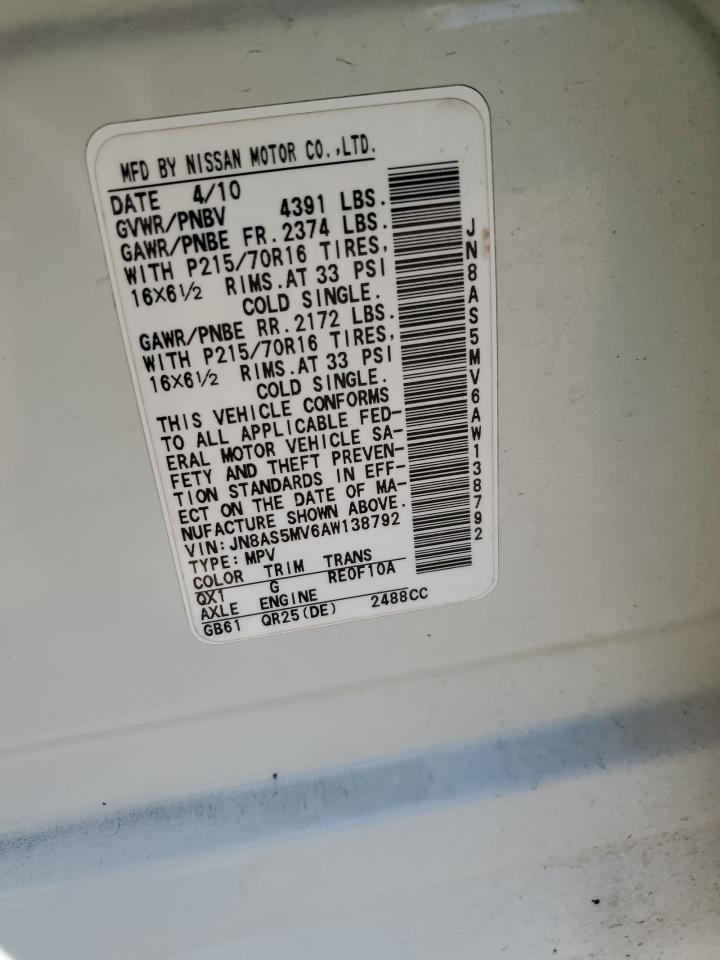 MFD BY NISSAN MOTOR CO.,LTD.
DATE 4/10
GVWR/PNBV 4391 LBS.
GAWR/PNBE FR.2374 LBS.
WITH P215/70R16 TIRES,
16X6½ RIMS.AT 33 PSI
COLD SINGLE.
GAWR/PNBE RR.2172 LBS.
WITH P215/70R16 TIRES,
16X6½ RIMS.AT 33 PSI
COLD SINGLE.
THIS VEHICLE CONFORMS
TO ALL APPLICABLE FED-
ERAL MOTOR VEHICLE SA-
FETY AND THEFT PREVEN-
TION STANDARDS IN EFF-
ECT ON THE DATE OF MA-
NUFACTURE SHOWN ABOVE.
VIN: JN8AS5MV6AW138792
TYPE: MPV
COLOR TRIM TRANS
QX1 G RE0F10A
AXLE ENGINE
GB61 QR25(DE) 2488CC
JN8AS5MV6AW138792